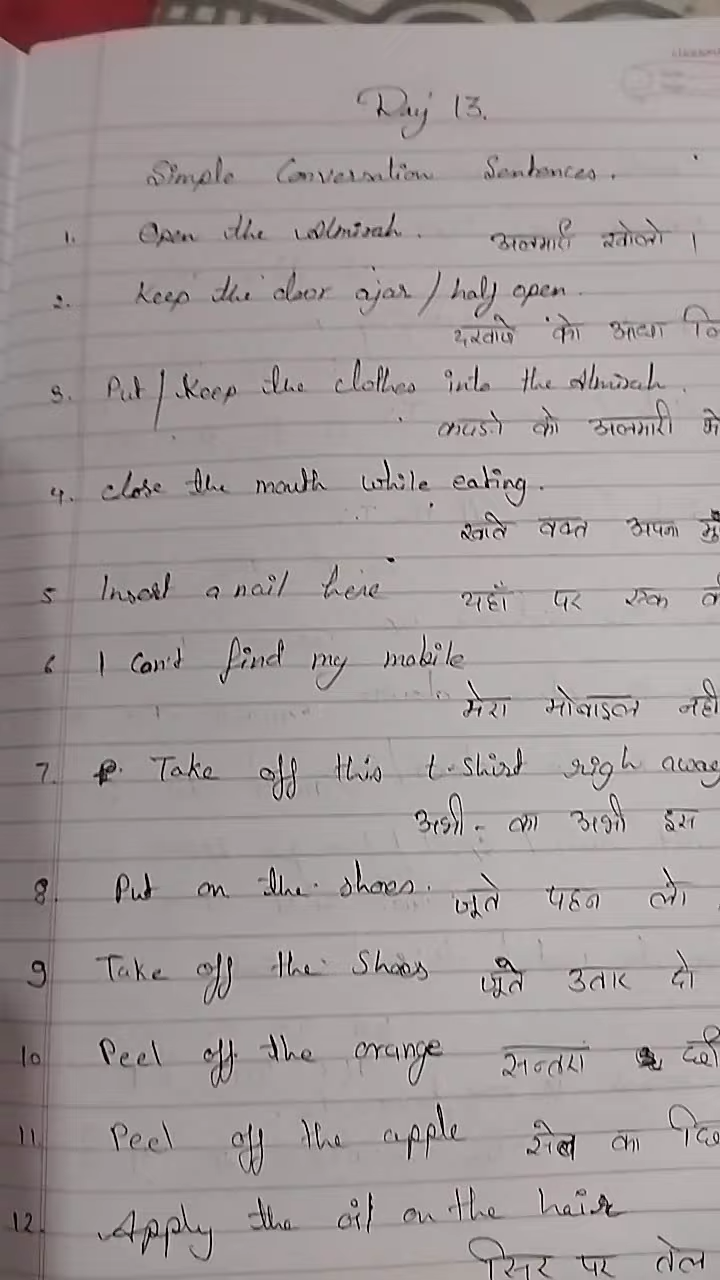 Day 13.
Simple Conversation Sentences.
1. Open the Almirah. अलमारी खोलो ।
2. Keep the door ajar / half open.
दरवाजे को आधा
3. Put / Keep the clothes into the almirah.
कपड़ो को अलमारी मे
4. Close the mouth while eating.
खाते वक्त अपना
5 Insert a nail here
यहाँ पर एक
6 I can't find my mobile
मेरा मोबाइल नही
7. Take off this t-shirt righ away
अभी - का अभी इस
8. Put on the shoes. जूते पहन लो
9 Take off the Shoes जूते उतार दो
10 Peel off the orange सन्तरा
11 Peel off the apple सेब का
12. Apply the oil on the hair
सिर पर तेल